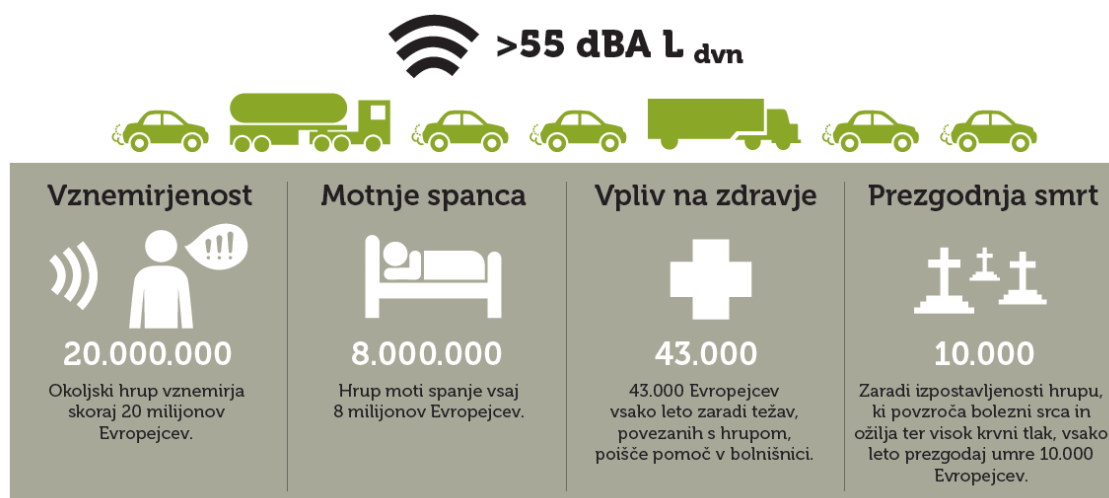 >55 dBA L dvn
Vznemirjenost
!!!
20.000.000
Okoljski hrup vznemirja
skoraj 20 milijonov
Evropejcev.
Motnje spanca
8.000.000
Hrup moti spanje vsaj
8 milijonov Evropejcev.
Vpliv na zdravje
43.000
43.000 Evropejcev
vsako leto zaradi težav,
povezanih s hrupom,
poišče pomoč v bolnišnici.
Prezgodnja smrt
10.000
Zaradi izpostavljenosti hrupu,
ki povzroča bolezni srca in
ožilja ter visok krvni tlak, vsako
leto prezgodaj umre 10.000
Evropejcev.